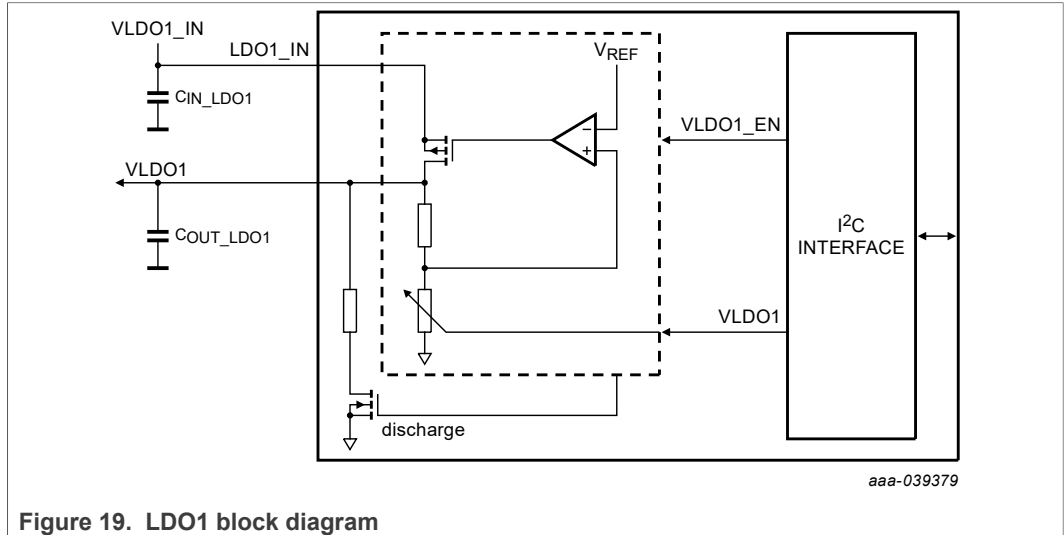 VLDO1_IN
LDO1_IN
VREF
CIN_LDO1
−
+
VLDO1_EN
VLDO1
COUT_LDO1
I2C
INTERFACE
VLDO1
discharge
aaa-039379
Figure 19. LDO1 block diagram